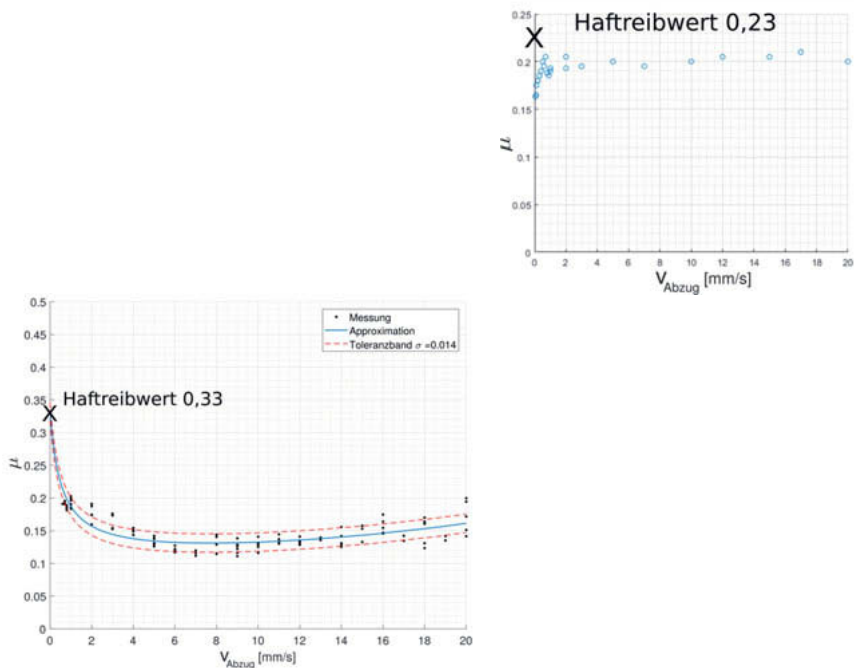 Haftreibwert 0,23
0.25
0.2
0.15
0.1
0.05
0
μ
0 2 4 6 8 10 12 14 16 18 20
V_Abzug [mm/s]
0.5
0.45
0.4
0.35
0.3
0.25
0.2
0.15
0.1
0.05
0
μ
Messung
Approximation
Toleranzband σ =0.014
Haftreibwert 0,33
0 2 4 6 8 10 12 14 16 18 20
V_Abzug [mm/s]